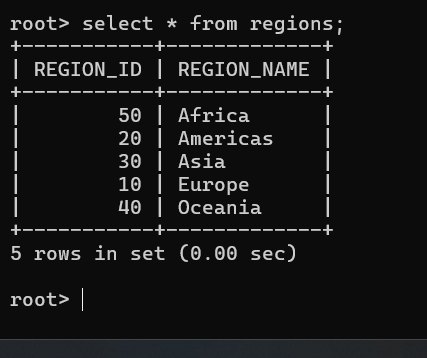 root> select * from regions;
+-----------+-------------+
| REGION_ID | REGION_NAME |
+-----------+-------------+
|        50 | Africa      |
|        20 | Americas    |
|        30 | Asia        |
|        10 | Europe      |
|        40 | Oceania     |
+-----------+-------------+
5 rows in set (0.00 sec)
root>